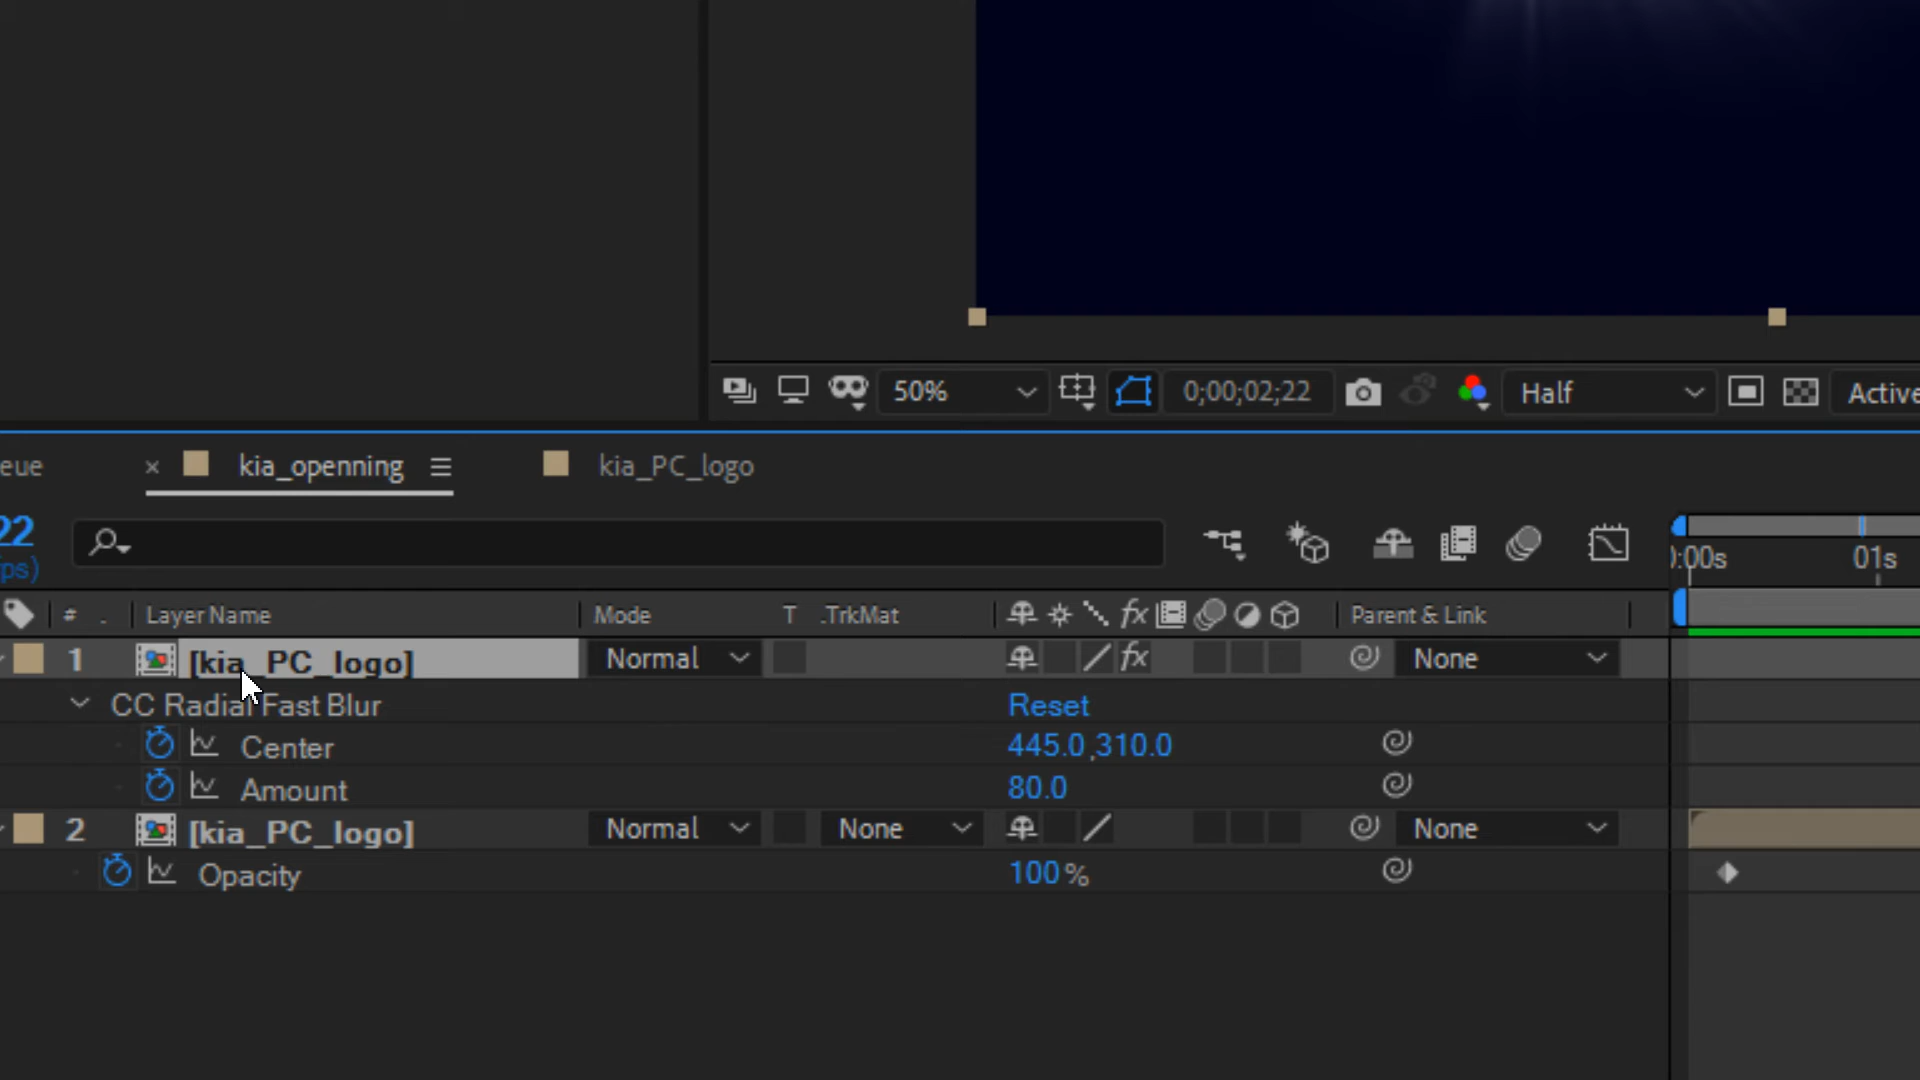 50%
0;00;02;22
Half
Active
eue
×
kia_openning
kia_PC_logo
22
ps)
0:00s
01s
#
.
Layer Name
Mode
T
.TrkMat
fx
Parent & Link
1
[kia_PC_logo]
Normal
fx
None
CC Radial Fast Blur
Reset
Center
445.0,310.0
Amount
80.0
2
[kia_PC_logo]
Normal
None
None
Opacity
100%